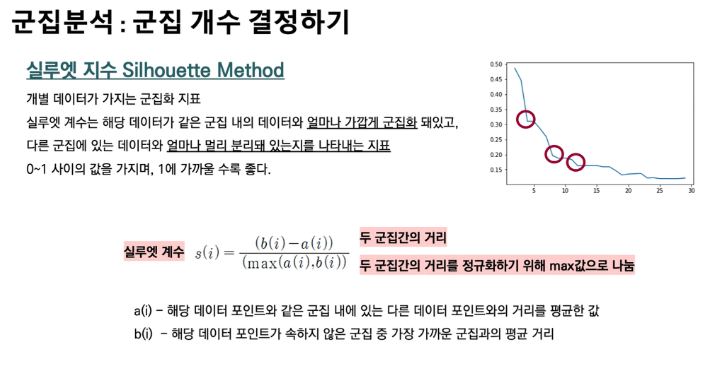 군집분석 : 군집 개수 결정하기
실루엣 지수 Silhouette Method
개별 데이터가 가지는 군집화 지표
실루엣 계수는 해당 데이터가 같은 군집 내의 데이터와 얼마나 가깝게 군집화 돼있고,
다른 군집에 있는 데이터와 얼마나 멀리 분리돼 있는지를 나타내는 지표
0~1 사이의 값을 가지며, 1에 가까울 수록 좋다.
0.50
0.45
0.40
0.35
0.30
0.25
0.20
0.15
5 10 15 20 25 30
실루엣 계수 s(i) = (b(i)-a(i)) / (max(a(i),b(i))
두 군집간의 거리
두 군집간의 거리를 정규화하기 위해 max값으로 나눔
a(i) - 해당 데이터 포인트와 같은 군집 내에 있는 다른 데이터 포인트와의 거리를 평균한 값
b(i) - 해당 데이터 포인트가 속하지 않은 군집 중 가장 가까운 군집과의 평균 거리